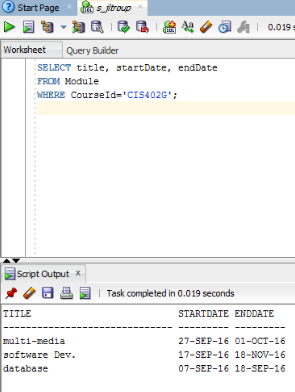 Start Page × s_jitroup ×
0.019 s
Worksheet Query Builder
SELECT title, startDate, endDate
FROM Module
WHERE CourseId='CIS402G';
Script Output ×
Task completed in 0.019 seconds
TITLE STARTDATE ENDDATE
------------------------------ --------- ---------
multi-media 27-SEP-16 01-OCT-16
software Dev. 17-SEP-16 18-NOV-16
database 07-SEP-16 18-SEP-16